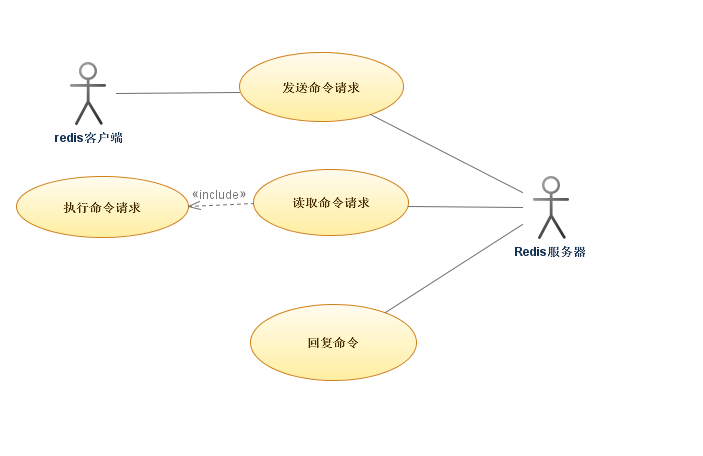 发送命令请求
redis客户端
«include»
执行命令请求
读取命令请求
Redis服务器
回复命令